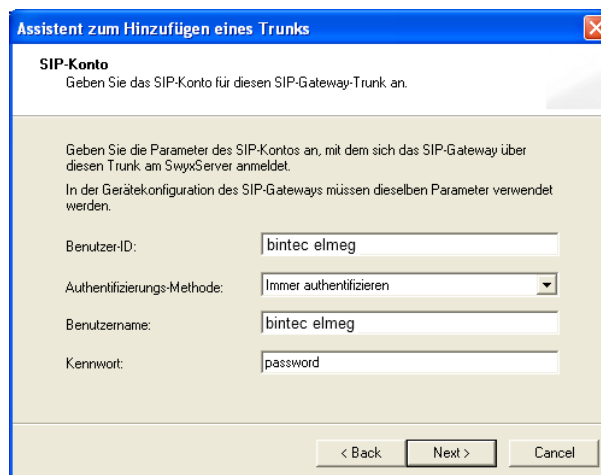 Assistent zum Hinzufügen eines Trunks
SIP-Konto
Geben Sie das SIP-Konto für diesen SIP-Gateway-Trunk an.
Geben Sie die Parameter des SIP-Kontos an, mit dem sich das SIP-Gateway über
diesen Trunk am SwyxServer anmeldet.
In der Gerätekonfiguration des SIP-Gateways müssen dieselben Parameter verwendet
werden.
Benutzer-ID: bintec elmeg
Authentifizierungs-Methode: Immer authentifizieren
Benutzername: bintec elmeg
Kennwort: password
< Back Next > Cancel